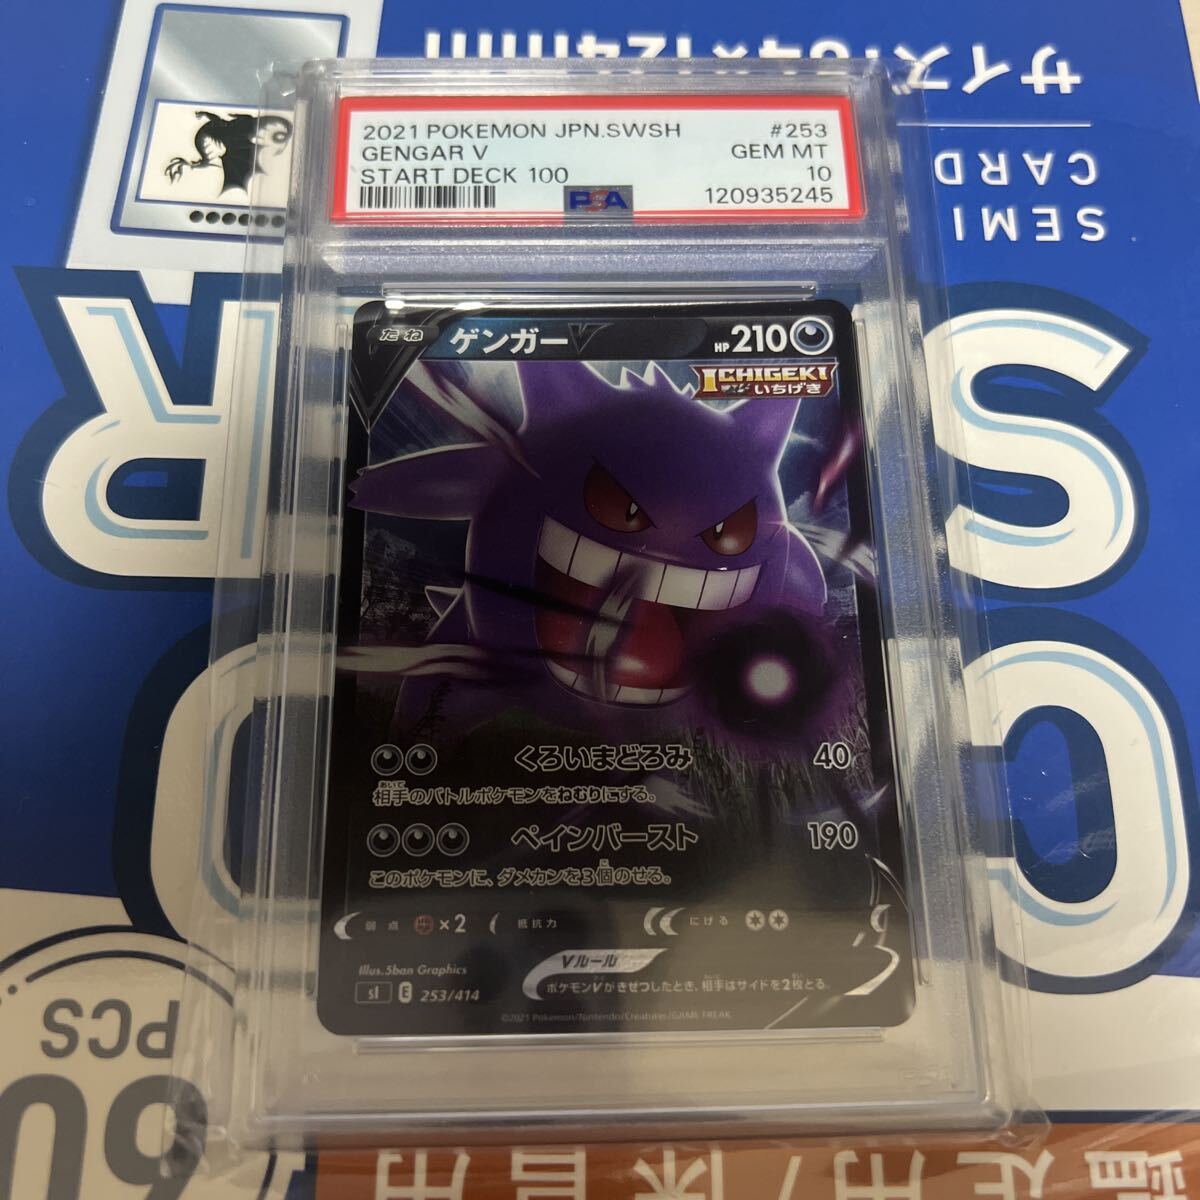 2021 POKEMON JPN.SWSH #253
GENGAR V GEM MT
START DECK 100 10
PSA 120935245
たね ゲンガーV HP210
ICHIGEKI
いちげき
くろいまどろみ 40
相手のバトルポケモンをねむりにする。
ペインバースト 190
このポケモンに、ダメカンを3個のせる。
弱点 ×2 抵抗力 にげる
Vルール
ポケモンVがきぜつしたとき、相手はサイドを2枚とる。
Illus.5ban Graphics
sI E 253/414
©2021 Pokémon/Nintendo/Creatures/GAME FREAK
サイズ
SEMI
CARD
60
PCS